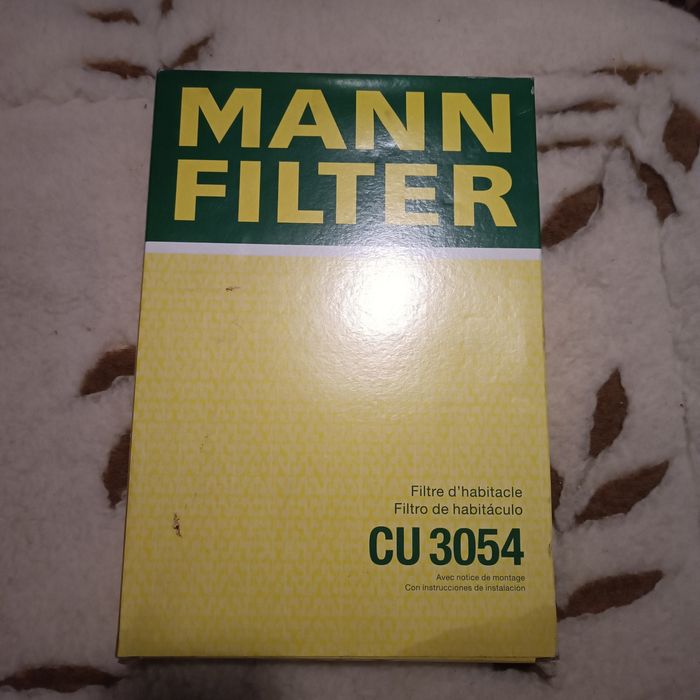 MANN
FILTER
Filtre d'habitacle
Filtro de habitáculo
CU 3054
Avec notice de montage
Con instrucciones de instalación